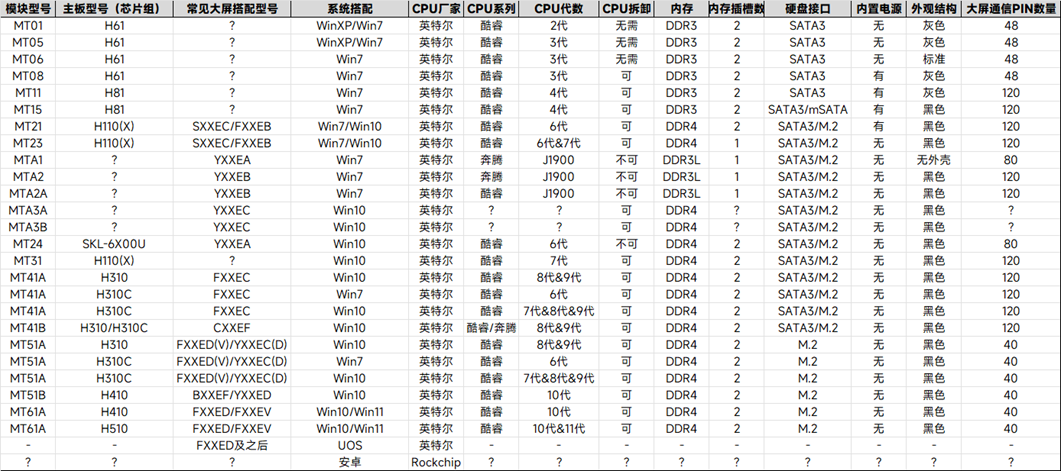 模块型号 主板型号（芯片组） 常见大屏搭配型号 系统搭配 CPU厂家 CPU系列 CPU代数 CPU拆卸 内存 内存插槽数 硬盘接口 内置电源 外观结构 大屏通信PIN数量
MT01 H61 ? WinXP/Win7 英特尔 酷睿 2代 无需 DDR3 2 SATA3 无 灰色 48
MT05 H61 ? WinXP/Win7 英特尔 酷睿 3代 无需 DDR3 2 SATA3 无 灰色 48
MT06 H61 ? Win7 英特尔 酷睿 3代 无需 DDR3 2 SATA3 无 标准 48
MT08 H61 ? Win7 英特尔 酷睿 3代 可 DDR3 2 SATA3 有 灰色 48
MT11 H81 ? Win7 英特尔 酷睿 4代 可 DDR3 2 SATA3 有 灰色 120
MT15 H81 ? Win7 英特尔 酷睿 4代 可 DDR3 2 SATA3/mSATA 有 黑色 120
MT21 H110(X) SXXEC/FXXEB Win7/Win10 英特尔 酷睿 6代 可 DDR4 2 SATA3/M.2 有 黑色 120
MT23 H110(X) SXXEC/FXXEB Win7/Win10 英特尔 酷睿 6代&7代 可 DDR4 1 SATA3/M.2 无 黑色 120
MTA1 ? YXXEA Win7 英特尔 奔腾 J1900 不可 DDR3L 1 SATA3/M.2 无 无外壳 80
MTA2 ? YXXEB Win7 英特尔 奔腾 J1900 不可 DDR3L 1 SATA3/M.2 无 黑色 120
MTA2A ? YXXEB Win7 英特尔 酷睿 J1900 不可 DDR3L 1 SATA3/M.2 无 黑色 120
MTA3A ? YXXEC Win10 英特尔 ? ? 可 DDR4 ? SATA3/M.2 无 黑色 ?
MTA3B ? YXXEC Win10 英特尔 ? ? 可 DDR4 ? SATA3/M.2 无 黑色 ?
MT24 SKL-6X00U YXXEA Win10 英特尔 酷睿 6代 不可 DDR4 2 SATA3/M.2 无 黑色 80
MT31 H110(X) ? Win10 英特尔 酷睿 7代 可 DDR4 2 SATA3/M.2 无 黑色 120
MT41A H310 FXXEC Win10 英特尔 酷睿 8代&9代 可 DDR4 2 SATA3/M.2 无 黑色 120
MT41A H310C FXXEC Win7 英特尔 酷睿 6代 可 DDR4 2 SATA3/M.2 无 黑色 120
MT41A H310C FXXEC Win10 英特尔 酷睿 7代&8代&9代 可 DDR4 2 SATA3/M.2 无 黑色 120
MT41B H310/H310C CXXEF Win10 英特尔 酷睿/奔腾 8代&9代 可 DDR4 2 SATA3/M.2 无 黑色 120
MT51A H310 FXXED(V)/YXXEC(D) Win10 英特尔 酷睿 8代&9代 可 DDR4 2 M.2 无 黑色 40
MT51A H310C FXXED(V)/YXXEC(D) Win7 英特尔 酷睿 6代 可 DDR4 2 M.2 无 黑色 40
MT51A H310C FXXED(V)/YXXEC(D) Win10 英特尔 酷睿 7代&8代&9代 可 DDR4 2 M.2 无 黑色 40
MT51B H410 BXXEF/YXXED Win10 英特尔 酷睿 10代 可 DDR4 2 M.2 无 黑色 40
MT61A H410 FXXED/FXXEV Win10/Win11 英特尔 酷睿 10代 可 DDR4 2 M.2 无 黑色 40
MT61A H510 FXXED/FXXEV Win10/Win11 英特尔 酷睿 10代&11代 可 DDR4 2 M.2 无 黑色 40
- - FXXED及之后 UOS 英特尔 - - - - - - - - -
? ? ? 安卓 Rockchip ? ? ? ? ? ? ? ? ?